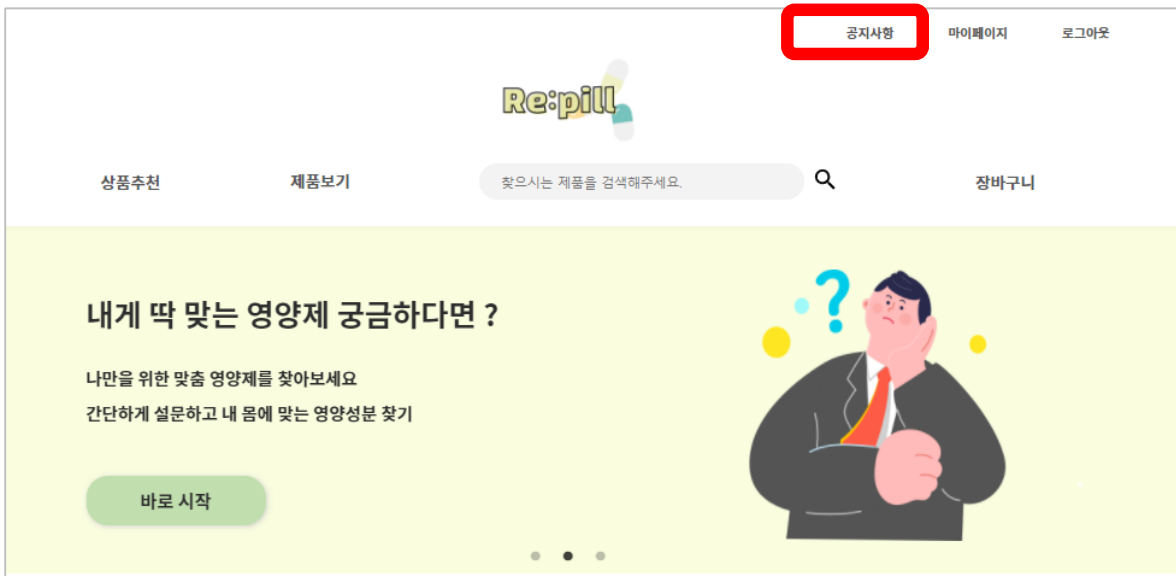 공지사항 마이페이지 로그아웃
Re:pill
상품추천 제품보기 찾으시는 제품을 검색해주세요. 장바구니
내게 딱 맞는 영양제 궁금하다면 ?
나만을 위한 맞춤 영양제를 찾아보세요
간단하게 설문하고 내 몸에 맞는 영양성분 찾기
바로 시작